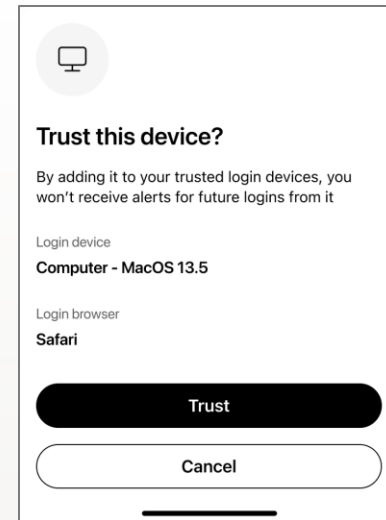 Trust this device?
By adding it to your trusted login devices, you
won’t receive alerts for future logins from it
Login device
Computer - MacOS 13.5
Login browser
Safari
Trust
Cancel